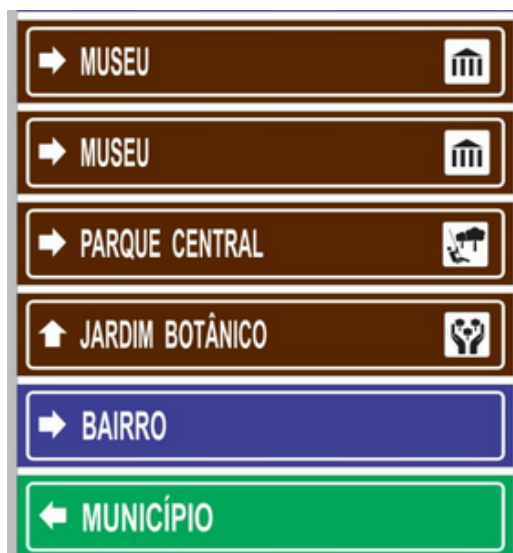 MUSEU
MUSEU
PARQUE CENTRAL
JARDIM BOTÂNICO
BAIRRO
MUNICÍPIO